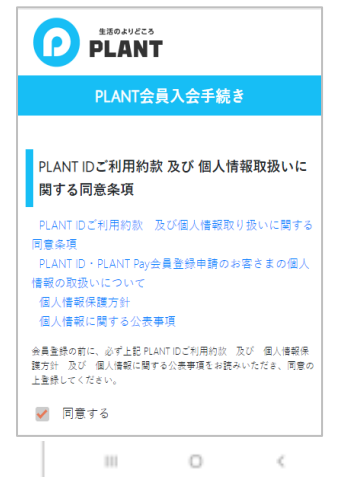 生活のよりどころ
PLANT
PLANT会員入会手続き
PLANT IDご利用約款 及び 個人情報取扱いに
関する同意条項
PLANT IDご利用約款　及び個人情報取り扱いに関する
同意条項
PLANT ID・PLANT Pay会員登録申請のお客さまの個人
情報の取扱いについて
個人情報保護方針
個人情報に関する公表事項
会員登録の前に、必ず上記 PLANT IDご利用約款　及び　個人情報保
護方針　及び　個人情報に関する公表事項をお読みいただき、同意の
上登録してください。
同意する